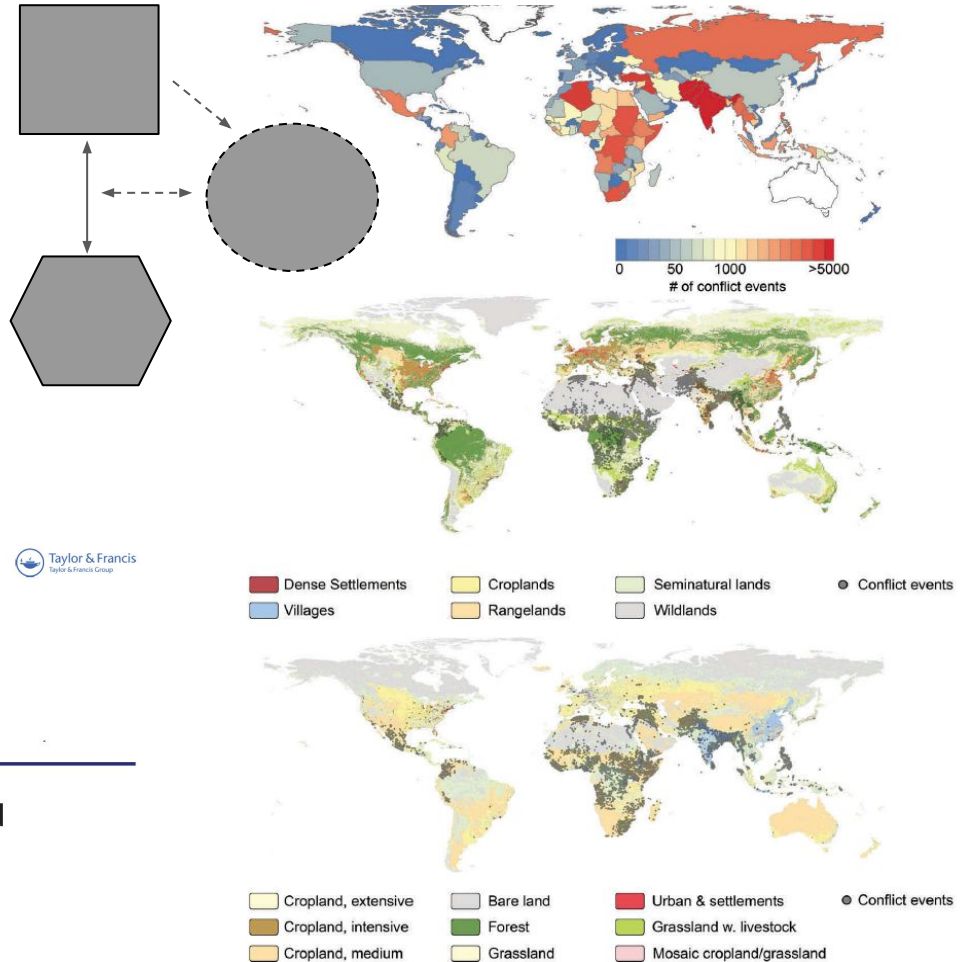 0 50 1000 >5000
# of conflict events
Taylor & Francis
Taylor & Francis Group
Dense Settlements Croplands Seminatural lands Conflict events
Villages Rangelands Wildlands
Cropland, extensive Bare land Urban & settlements Conflict events
Cropland, intensive Forest Grassland w. livestock
Cropland, medium Grassland Mosaic cropland/grassland